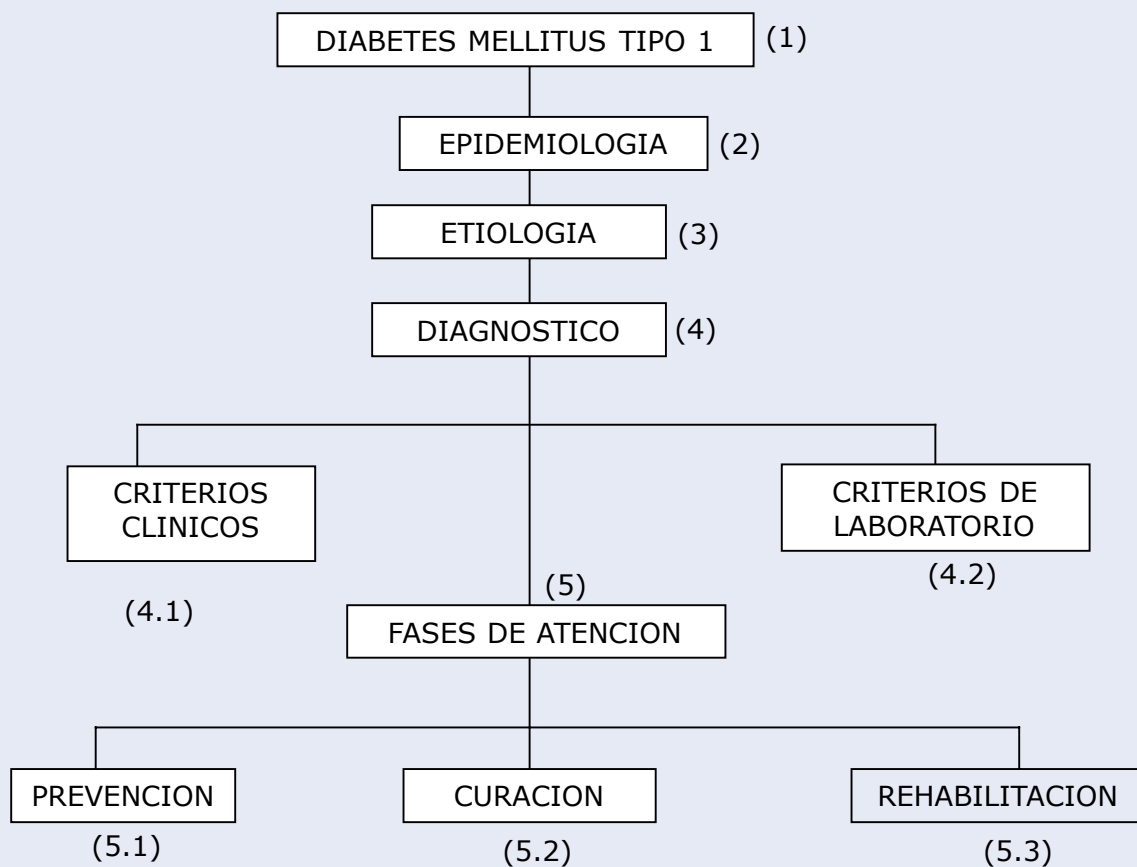 DIABETES MELLITUS TIPO 1 (1)
EPIDEMIOLOGIA (2)
ETIOLOGIA (3)
DIAGNOSTICO (4)
CRITERIOS
CLINICOS
(4.1)
CRITERIOS DE
LABORATORIO
(4.2)
(5)
FASES DE ATENCION
PREVENCION
(5.1)
CURACION
(5.2)
REHABILITACION
(5.3)